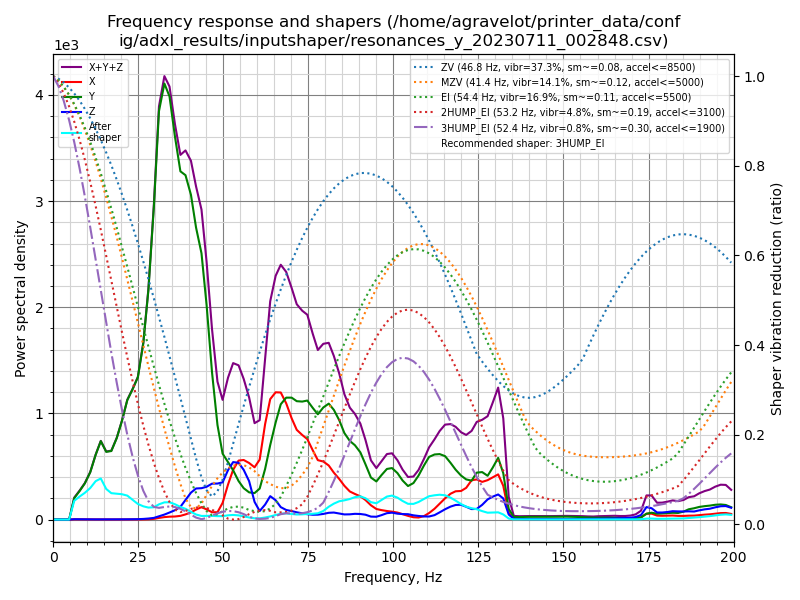 Frequency response and shapers (/home/agravelot/printer_data/conf
ig/adxl_results/inputshaper/resonances_y_20230711_002848.csv)
1e3
X+Y+Z
X
Y
Z
After
shaper
ZV (46.8 Hz, vibr=37.3%, sm~=0.08, accel<=8500)
MZV (41.4 Hz, vibr=14.1%, sm~=0.12, accel<=5000)
EI (54.4 Hz, vibr=16.9%, sm~=0.11, accel<=5500)
2HUMP_EI (53.2 Hz, vibr=4.8%, sm~=0.19, accel<=3100)
3HUMP_EI (52.4 Hz, vibr=0.8%, sm~=0.30, accel<=1900)
Recommended shaper: 3HUMP_EI
4
3
2
1
0
Power spectral density
1.0
0.8
0.6
0.4
0.2
0.0
Shaper vibration reduction (ratio)
0 25 50 75 100 125 150 175 200
Frequency, Hz